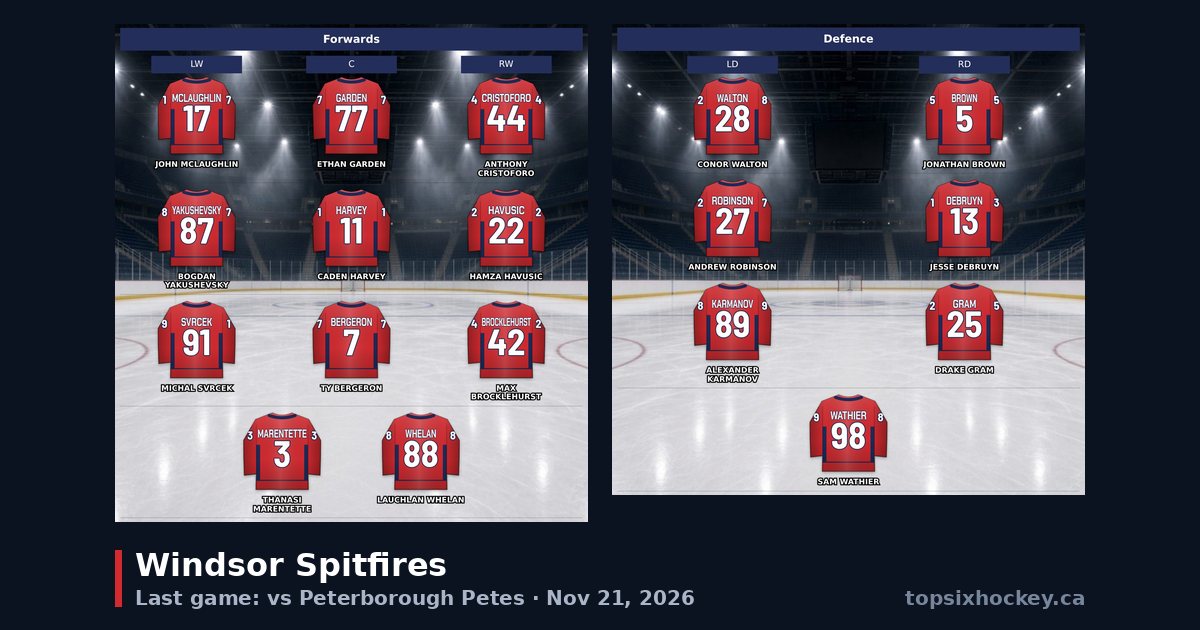 Forwards
LW C RW
1 MCLAUGHLIN 7 7 GARDEN 7 4 CRISTOFORO 4
17 77 44
JOHN MCLAUGHLIN ETHAN GARDEN ANTHONY
CRISTOFORO
8 YAKUSHEVSKY 7 1 HARVEY 1 2 HAVUSIC 2
87 11 22
BOGDAN CADEN HARVEY HAMZA HAVUSIC
YAKUSHEVSKY
9 SVRCEK 1 7 BERGERON 7 4 BROCKLEHURST 2
91 7 42
MICHAL SVRCEK TY BERGERON MAX
BROCKLEHURST
3 MARENTETTE 3 8 WHELAN 8
3 88
THANASI LAUCHLAN WHELAN
MARENTETTE
Defence
LD RD
2 WALTON 8 5 BROWN 5
28 5
CONOR WALTON JONATHAN BROWN
2 ROBINSON 7 1 DEBRUYN 3
27 13
ANDREW ROBINSON JESSE DEBRUYN
8 KARMANOV 9 2 GRAM 5
89 25
ALEXANDER DRAKE GRAM
KARMANOV
9 WATHIER 8
98
SAM WATHIER
Windsor Spitfires
Last game: vs Peterborough Petes · Nov 21, 2026
topsixhockey.ca